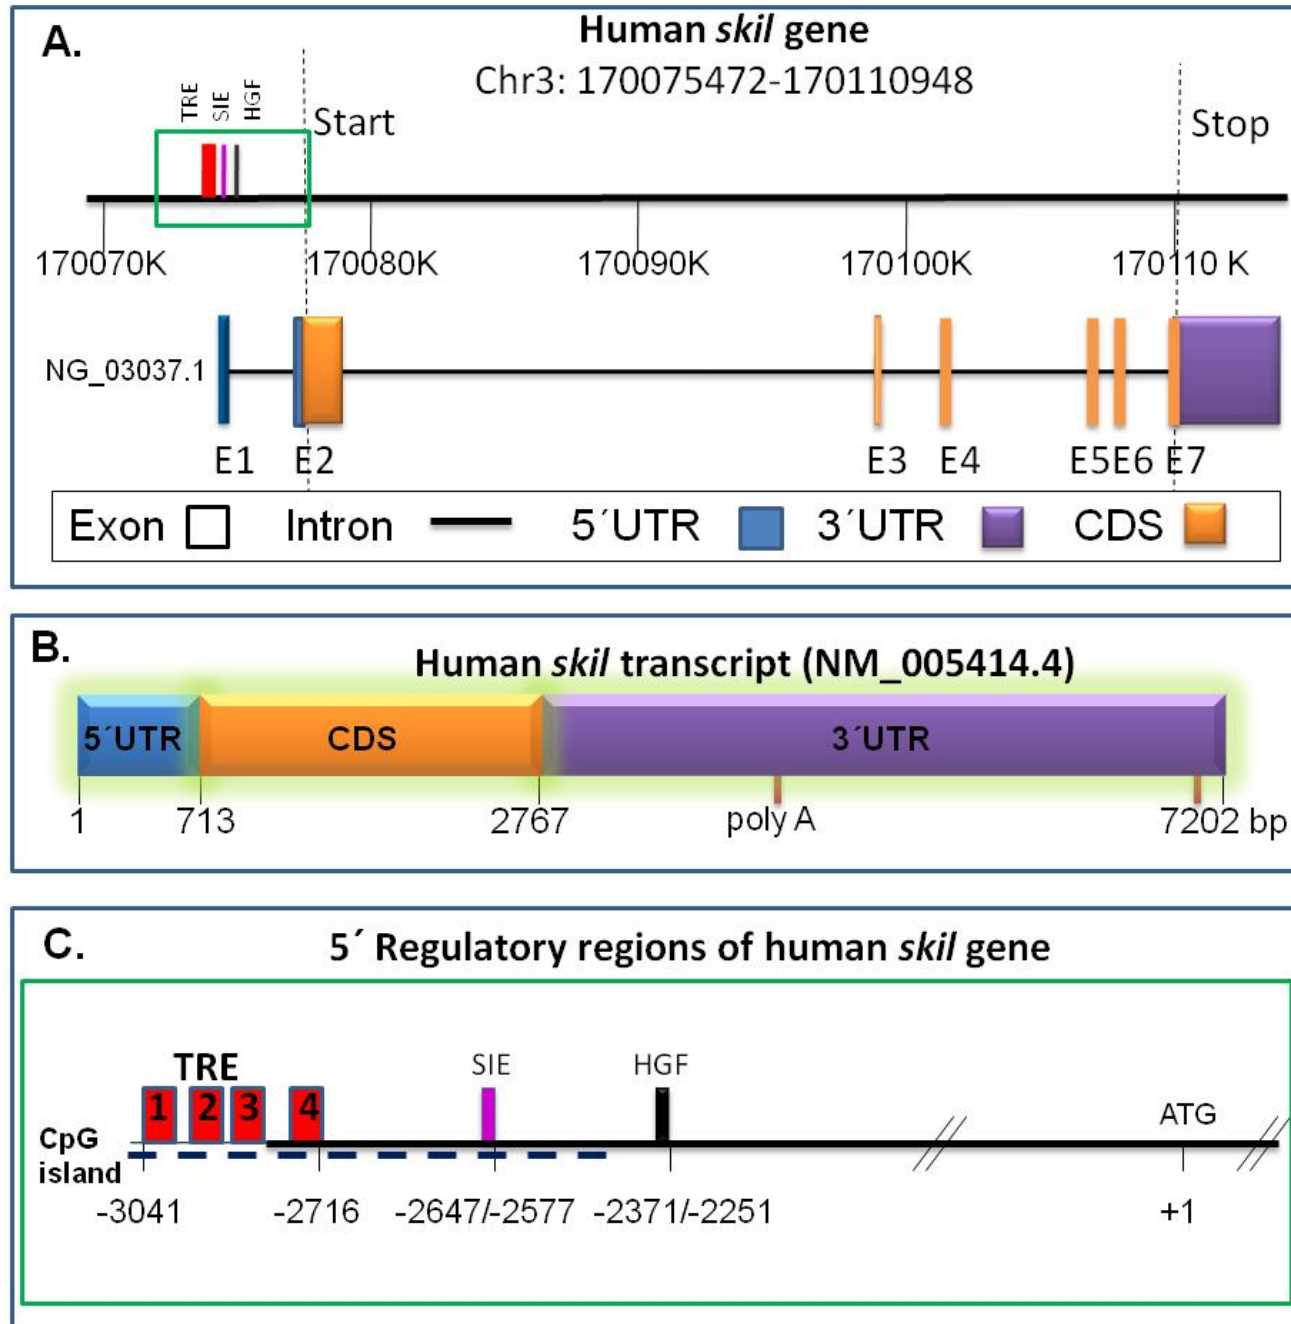 A.
Human skil gene
Chr3: 170075472-170110948
TRE
SIE
HGF
Start
Stop
170070K 170080K 170090K 170100K 170110 K
NG_03037.1
E1 E2 E3 E4 E5 E6 E7
Exon Intron 5´UTR 3´UTR CDS
B.
Human skil transcript (NM_005414.4)
5´UTR CDS 3´UTR
1 713 2767 poly A 7202 bp
C.
5´ Regulatory regions of human skil gene
TRE SIE HGF
1 2 3 4
ATG
CpG
island
-3041 -2716 -2647/-2577 -2371/-2251 +1